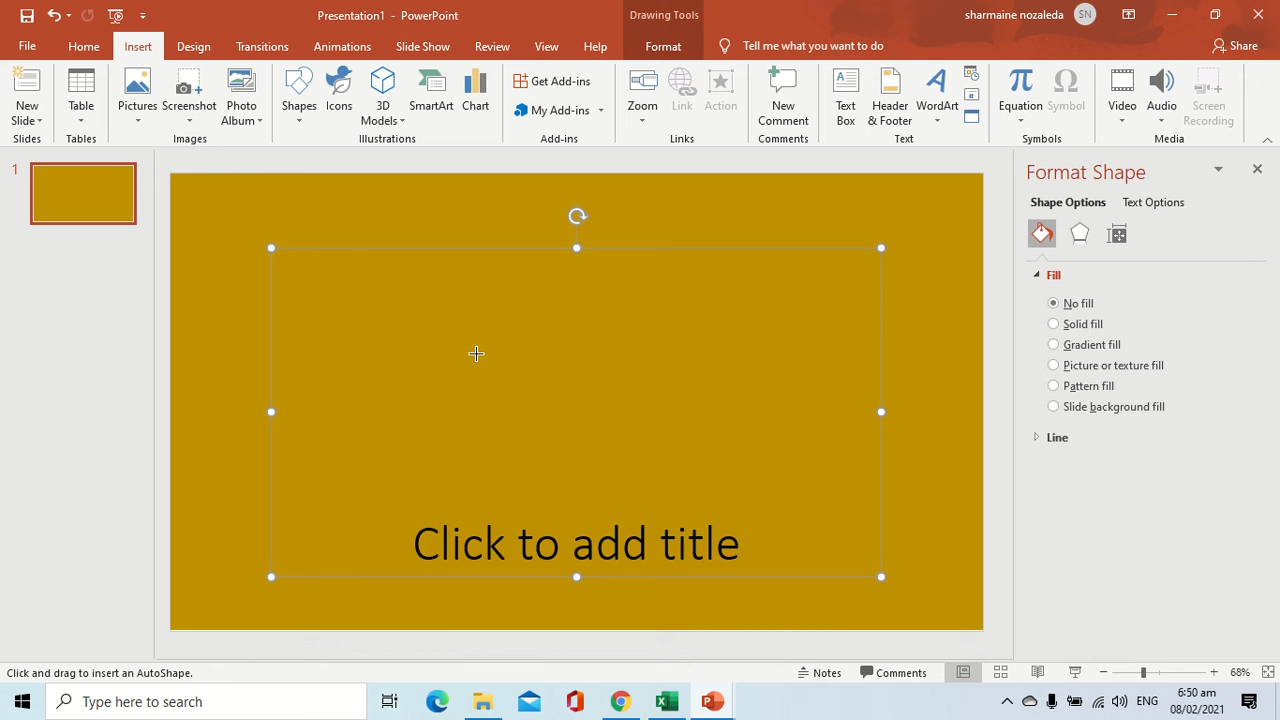 Presentation1 - PowerPoint
Drawing Tools
sharmaine nozaleda
SN
File
Home
Insert
Design
Transitions
Animations
Slide Show
Review
View
Help
Format
Tell me what you want to do
Share
New
Slide
Table
Pictures
Screenshot
Photo
Album
Shapes
Icons
3D
Models
SmartArt
Chart
Get Add-ins
My Add-ins
Zoom
Link
Action
New
Comment
Text
Box
Header
& Footer
WordArt
Equation
Symbol
Video
Audio
Screen
Recording
Slides
Tables
Images
Illustrations
Add-ins
Links
Comments
Text
Symbols
Media
1
Click to add title
Format Shape
Shape Options
Text Options
Fill
No fill
Solid fill
Gradient fill
Picture or texture fill
Pattern fill
Slide background fill
Line
Click and drag to insert an AutoShape.
Notes
Comments
68%
Type here to search
ENG
6:50 am
08/02/2021